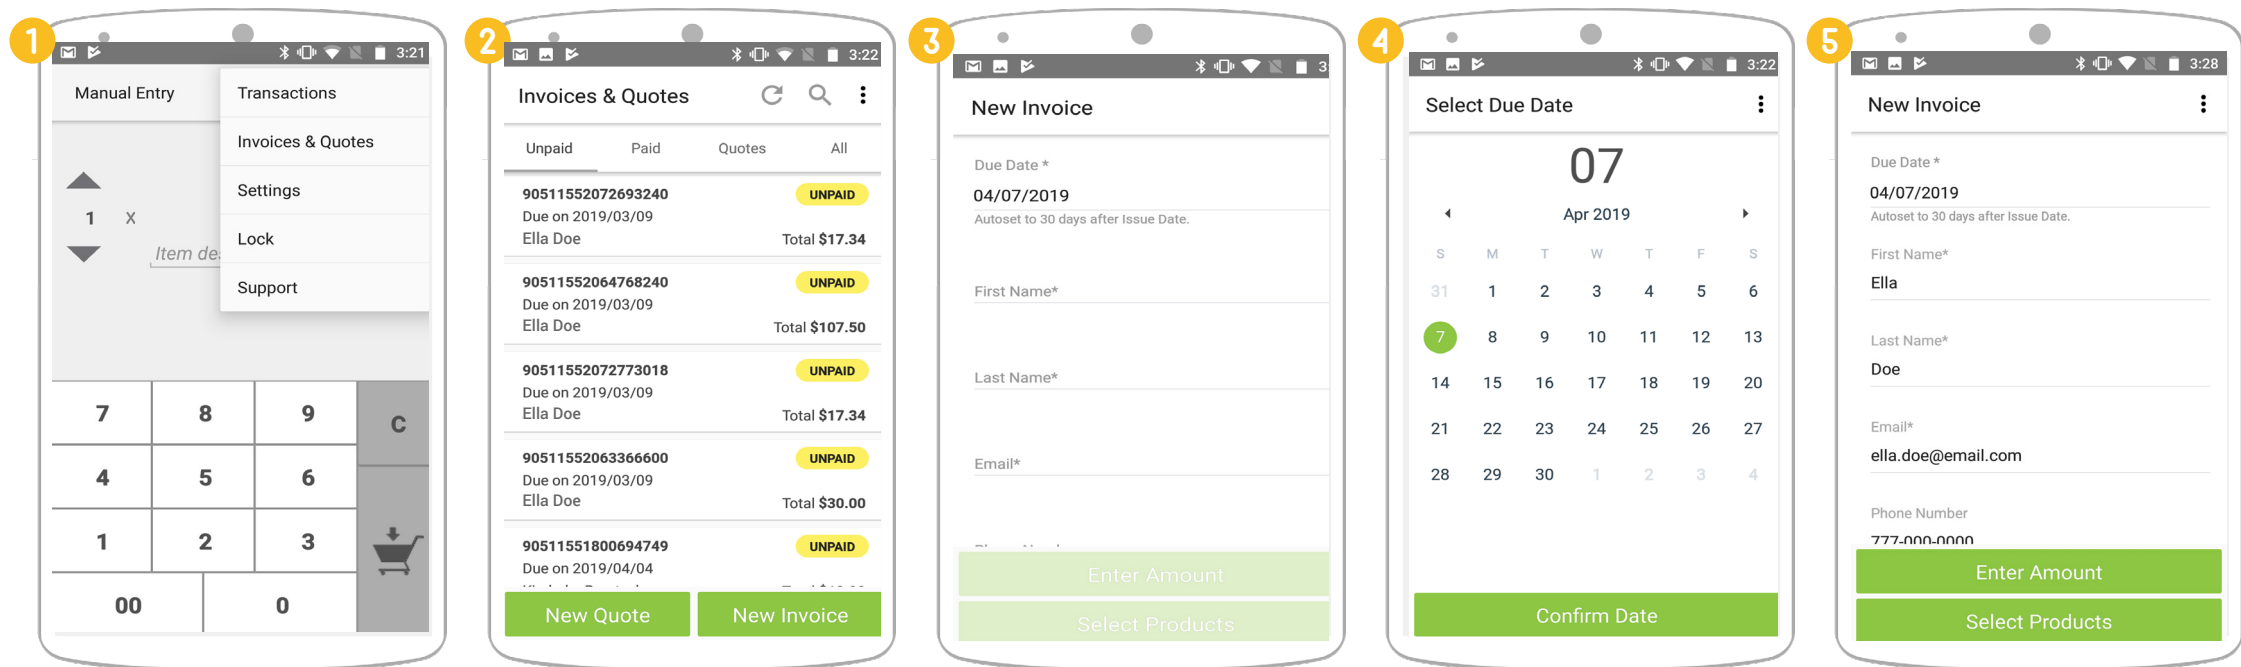 1
3:21
Manual Entry
Transactions
Invoices & Quotes
Settings
Lock
Support
1 x
Item de
7 8 9 C
4 5 6
1 2 3
00 0
2
3:22
Invoices & Quotes
Unpaid Paid Quotes All
90511552072693240 UNPAID
Due on 2019/03/09
Ella Doe Total $17.34
90511552064768240 UNPAID
Due on 2019/03/09
Ella Doe Total $107.50
90511552072773018 UNPAID
Due on 2019/03/09
Ella Doe Total $17.34
90511552063366600 UNPAID
Due on 2019/03/09
Ella Doe Total $30.00
90511551800694749 UNPAID
Due on 2019/04/04
New Quote New Invoice
3
3
New Invoice
Due Date *
04/07/2019
Autoset to 30 days after Issue Date.
First Name*
Last Name*
Email*
Enter Amount
Select Products
4
3:22
Select Due Date
07
Apr 2019
S M T W T F S
31 1 2 3 4 5 6
7 8 9 10 11 12 13
14 15 16 17 18 19 20
21 22 23 24 25 26 27
28 29 30 1 2 3 4
Confirm Date
5
3:28
New Invoice
Due Date *
04/07/2019
Autoset to 30 days after Issue Date.
First Name*
Ella
Last Name*
Doe
Email*
ella.doe@email.com
Phone Number
777-000-0000
Enter Amount
Select Products